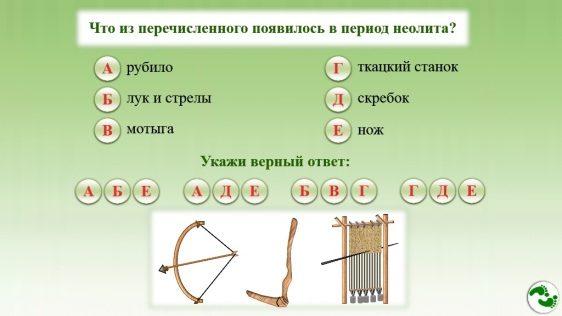 Что из перечисленного появилось в период неолита?
А рубило
Г ткацкий станок
Б лук и стрелы
Д скребок
В мотыга
Е нож
Укажи верный ответ:
А Б Е А Д Е Б В Г Г Д Е